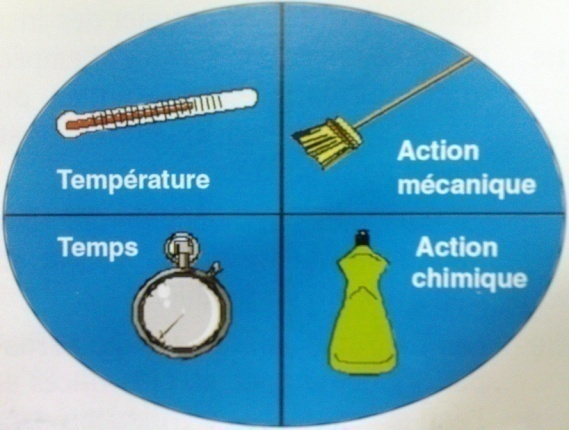 Température
Action
mécanique
Temps
Action
chimique